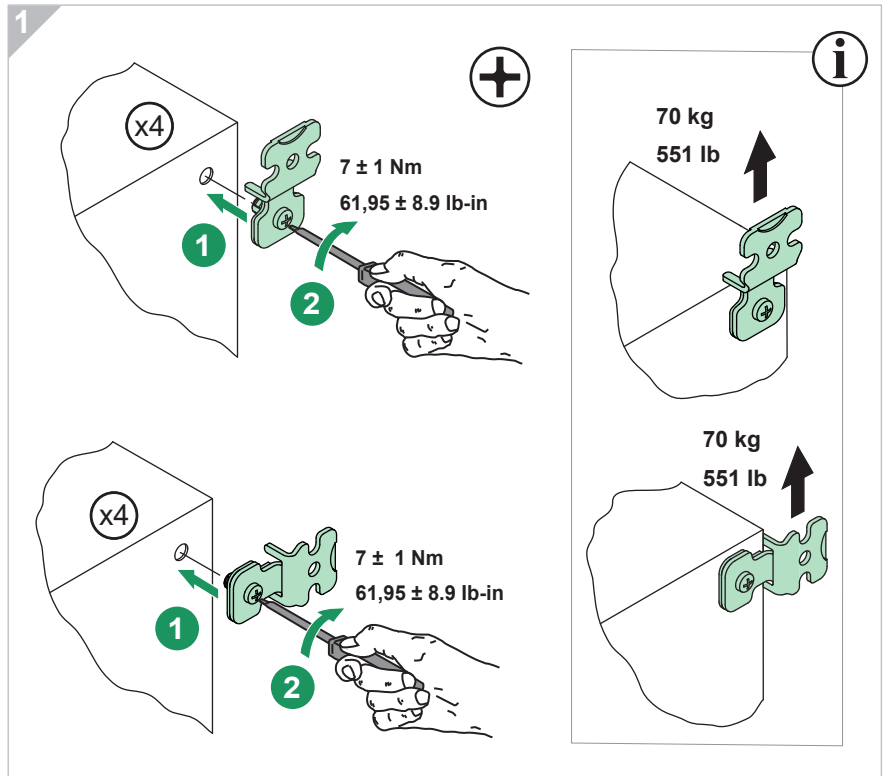 1
x4
7 ± 1 Nm
61,95 ± 8.9 lb-in
1
2
i
70 kg
551 lb
x4
7 ± 1 Nm
61,95 ± 8.9 lb-in
1
2
70 kg
551 lb